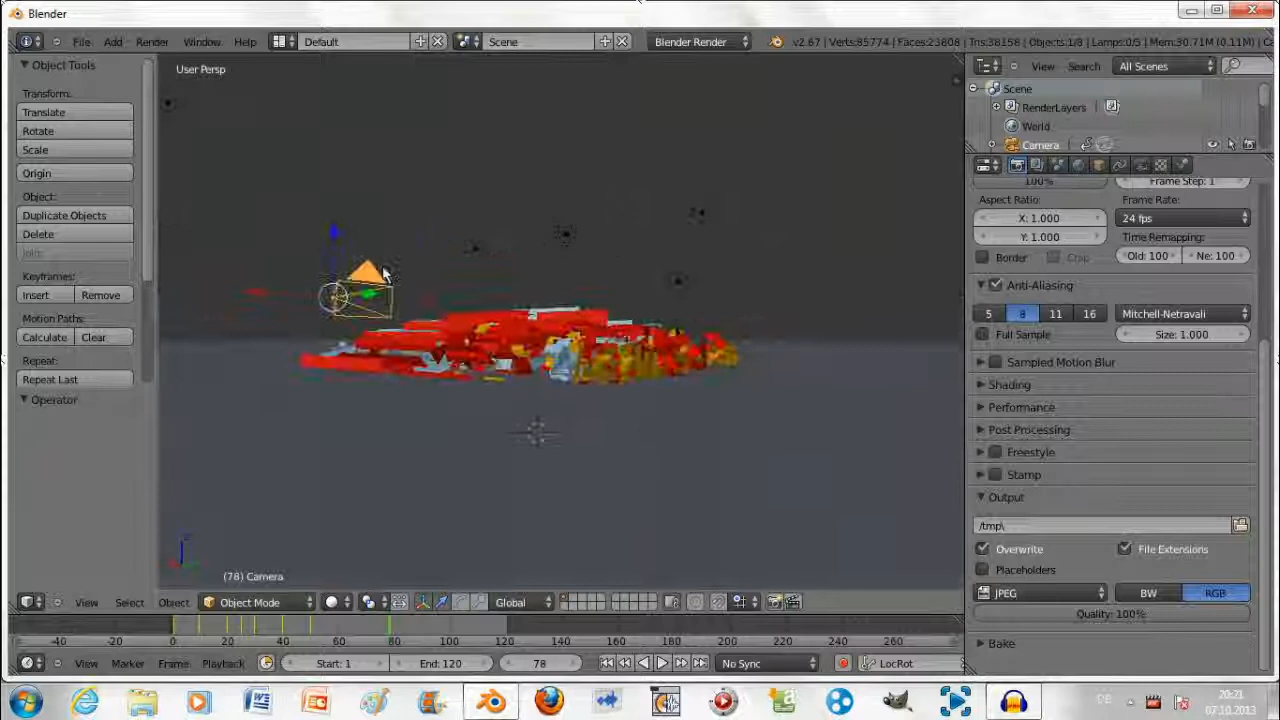 Blender
File Add Render Window Help Default Scene Blender Render v2.67 | Verts:95774 | Faces:23808 | Tris:38158 | Objects:1/8 | Lamps:0/5 | Mem:30.71M (0.11M) | Ca
Object Tools
Transform:
Translate
Rotate
Scale
Origin
Object:
Duplicate Objects
Delete
Join
Keyframes:
Insert Remove
Motion Paths:
Calculate Clear
Repeat:
Repeat Last
Operator
User Persp
(78) Camera
View Search All Scenes
Scene
RenderLayers
World
Camera
100% Frame Step: 1
Aspect Ratio: Frame Rate:
X: 1.000 24 fps
Y: 1.000 Time Remapping:
Border Crop Old: 100 Ne: 100
Anti-Aliasing
5 8 11 16 Mitchell-Netravali
Full Sample Size: 1.000
Sampled Motion Blur
Shading
Performance
Post Processing
Freestyle
Stamp
Output
/tmp\
Overwrite File Extensions
Placeholders
JPEG BW RGB
Quality: 100%
Bake
View Select Object Object Mode Global
-40 -20 0 20 40 60 80 100 120 140 160 180 200 220 240 260
View Marker Frame Playback Start: 1 End: 120 78 No Sync LocRot
DE 20:21
07.10.2013